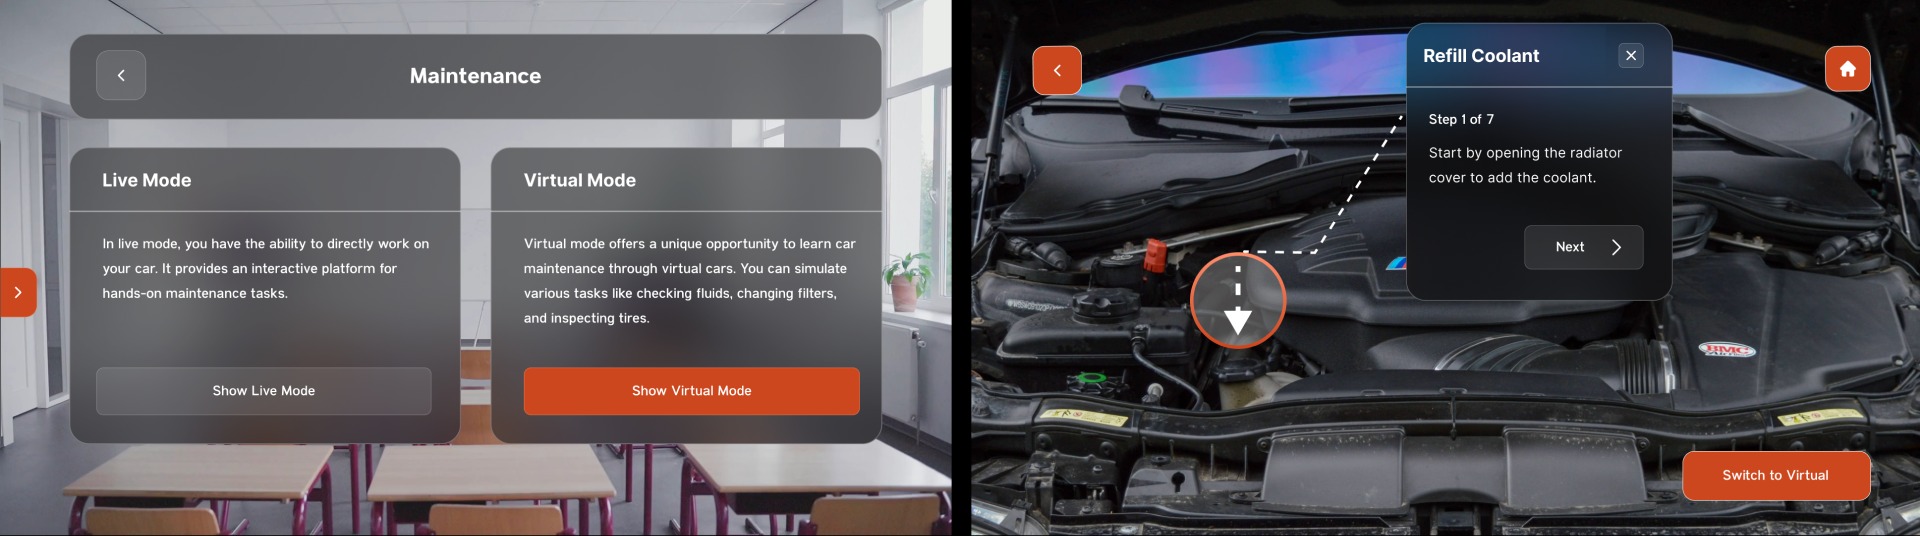 Maintenance
Live Mode
In live mode, you have the ability to directly work on
your car. It provides an interactive platform for
hands-on maintenance tasks.
Show Live Mode
Virtual Mode
Virtual mode offers a unique opportunity to learn car
maintenance through virtual cars. You can simulate
various tasks like checking fluids, changing filters,
and inspecting tires.
Show Virtual Mode
Refill Coolant
Step 1 of 7
Start by opening the radiator
cover to add the coolant.
Next
BMC
Switch to Virtual